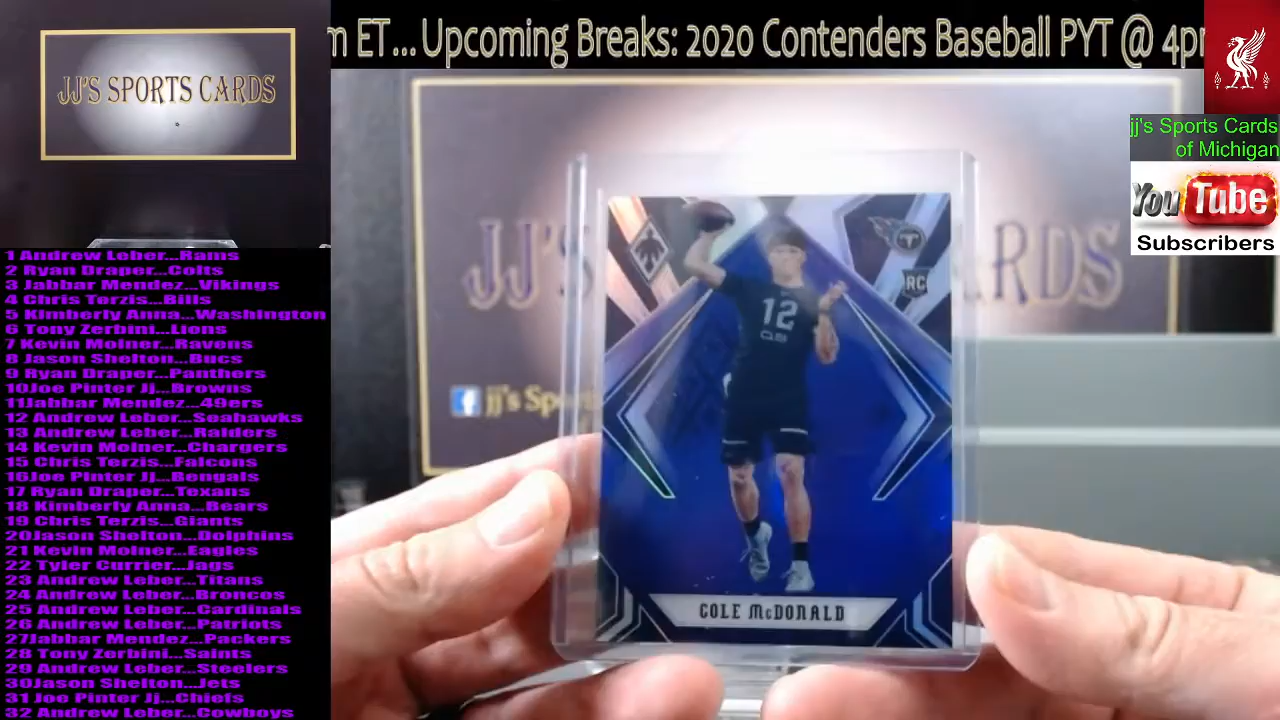 m ET... Upcoming Breaks: 2020 Contenders Baseball PYT @ 4pm
JJ'S SPORTS CARDS
jj's Sports Cards
of Michigan
YouTube
Subscribers
JJ'S
CARDS
jj's Spo
12
RC
T
COLE McDONALD
1 Andrew Leber...Rams
2 Ryan Draper...Colts
3 Jabbar Mendez...Vikings
4 Chris Terzis...Bills
5 Kimberly Anna...Washington
6 Tony Zerbini...Lions
7 Kevin Molner...Ravens
8 Jason Shelton...Bucs
9 Ryan Draper...Panthers
10Joe Pinter Jj...Browns
11Jabbar Mendez...49ers
12 Andrew Leber...Seahawks
13 Andrew Leber...Raiders
14 Kevin Molner...Chargers
15 Chris Terzis...Falcons
16Joe Pinter Jj...Bengals
17 Ryan Draper...Texans
18 Kimberly Anna...Bears
19 Chris Terzis...Giants
20Jason Shelton...Dolphins
21 Kevin Molner...Eagles
22 Tyler Currier...Jags
23 Andrew Leber...Titans
24 Andrew Leber...Broncos
25 Andrew Leber...Cardinals
26 Andrew Leber...Patriots
27Jabbar Mendez...Packers
28 Tony Zerbini...Saints
29 Andrew Leber...Steelers
30Jason Shelton...Jets
31 Joe Pinter Jj...Chiefs
32 Andrew Leber...Cowboys